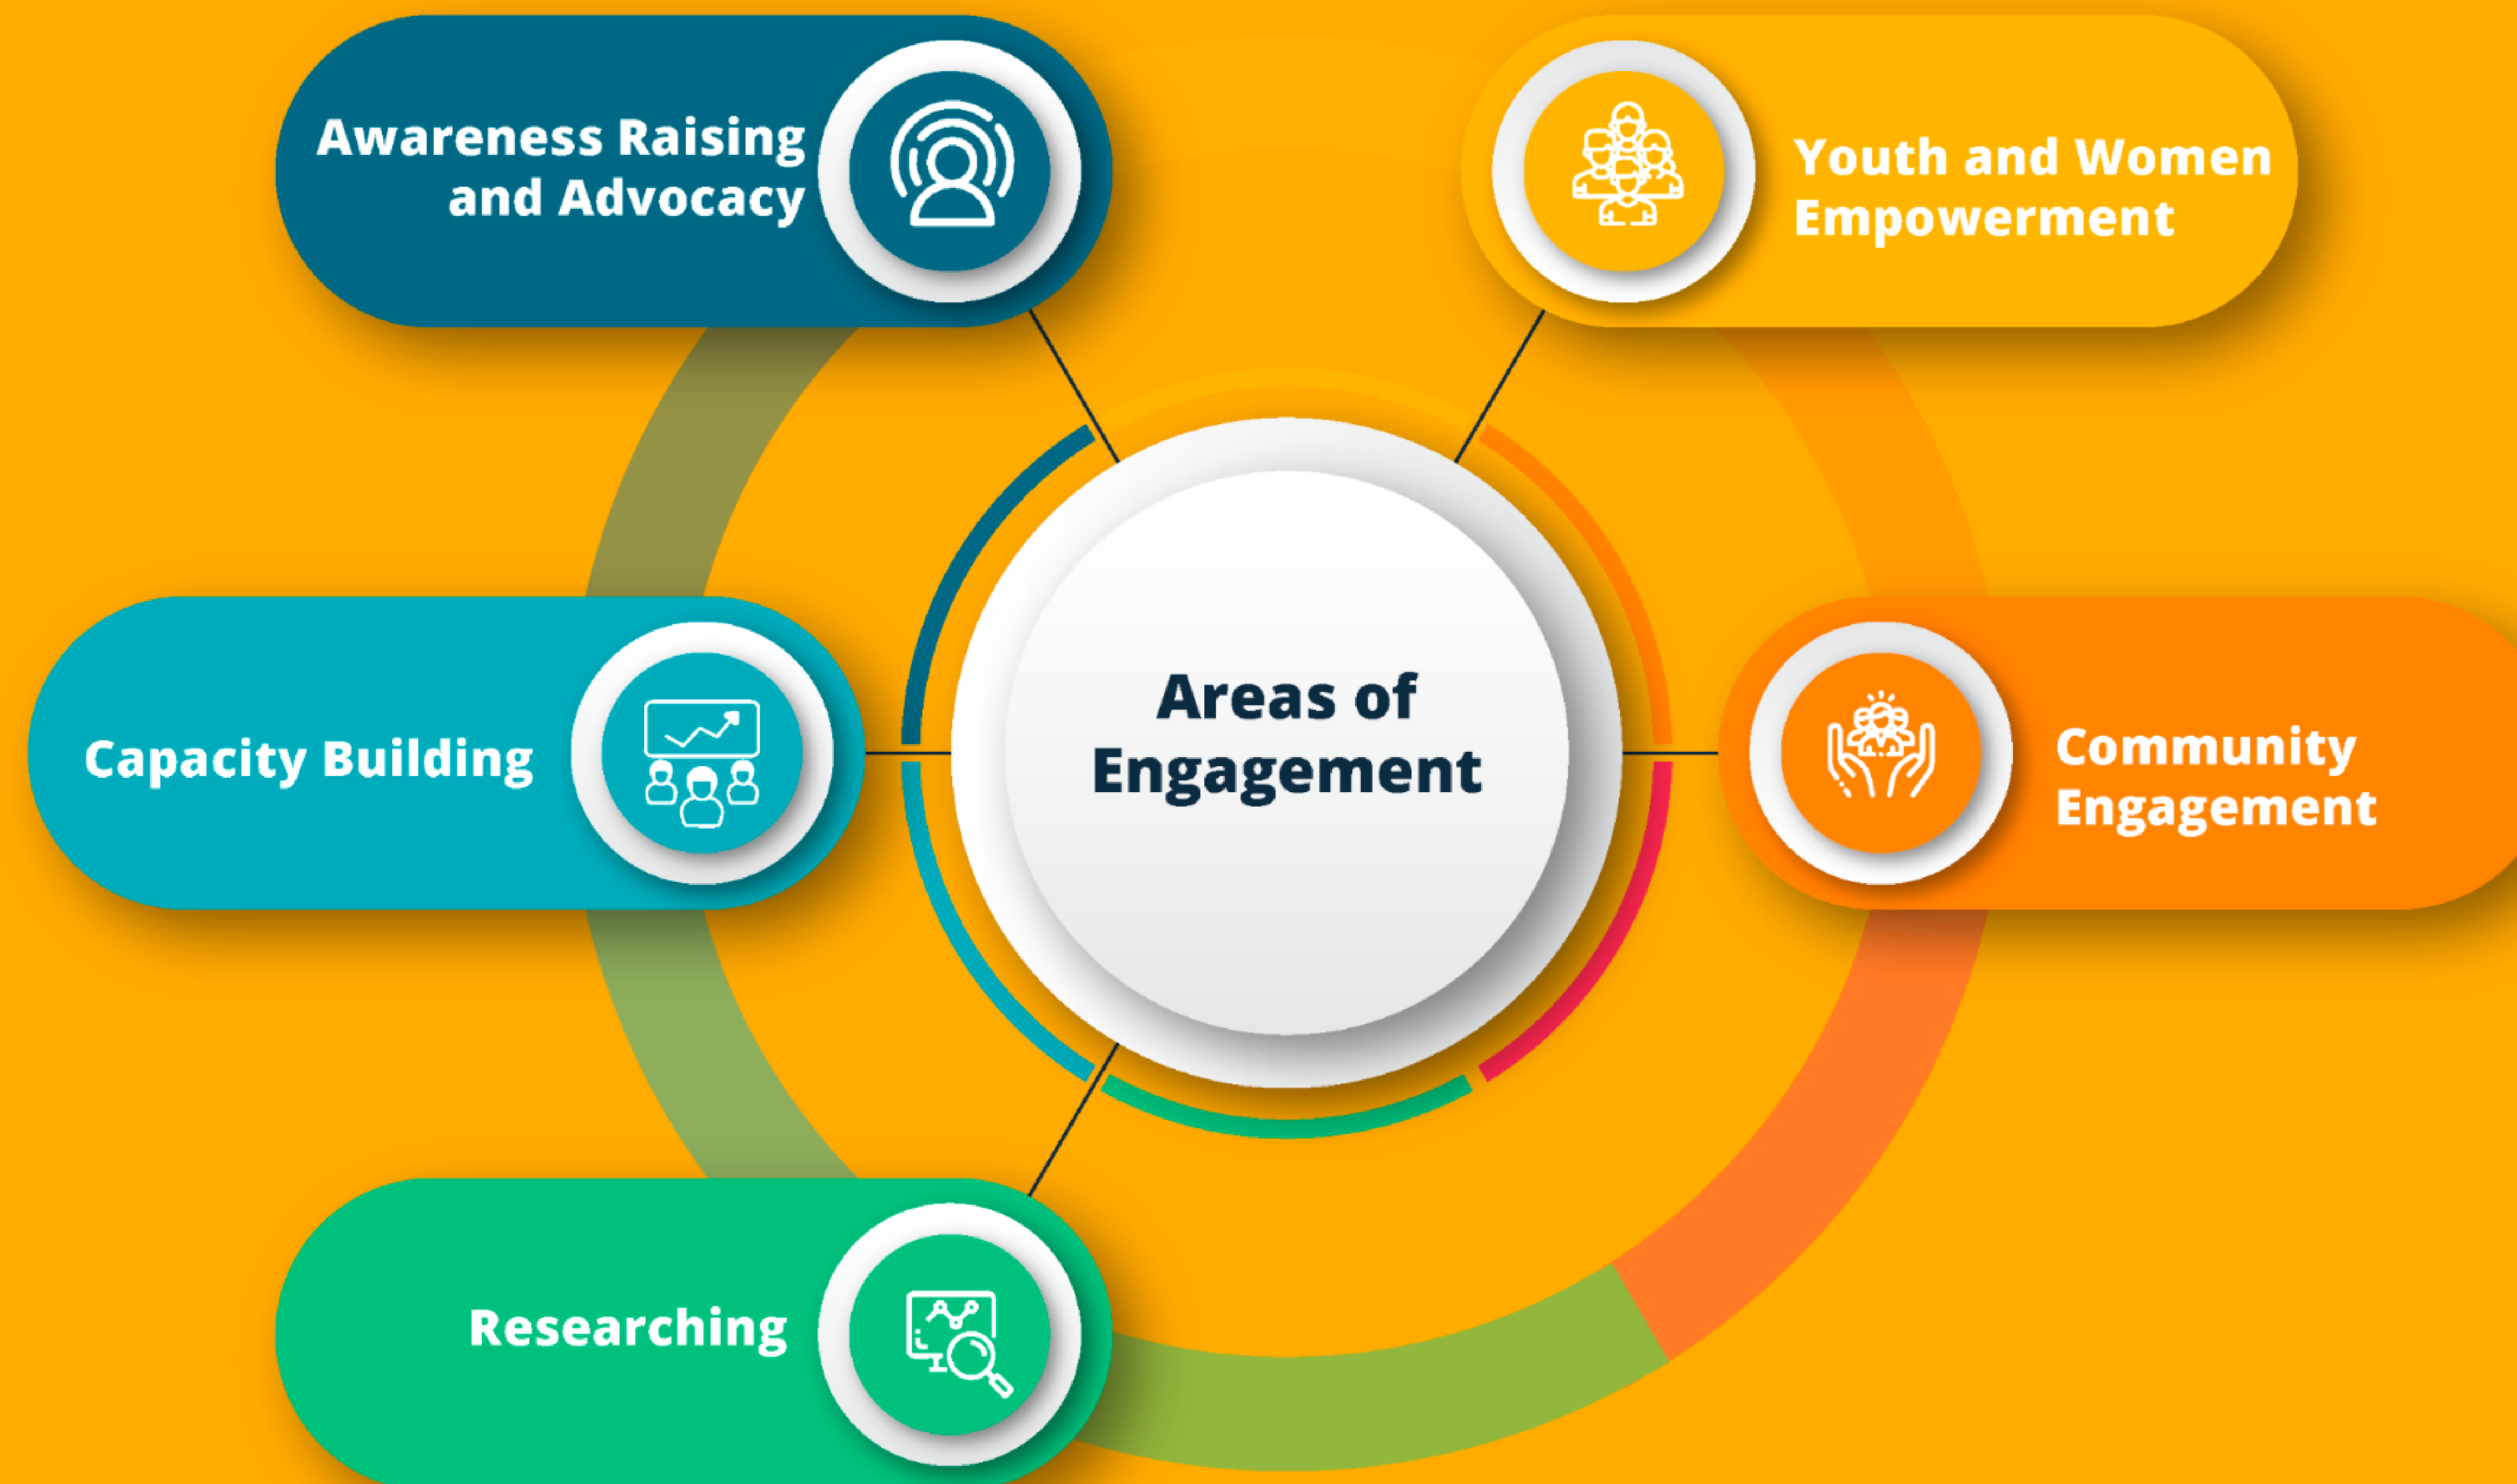 Awareness Raising
and Advocacy
Youth and Women
Empowerment
Areas of
Engagement
Capacity Building
Community
Engagement
Researching